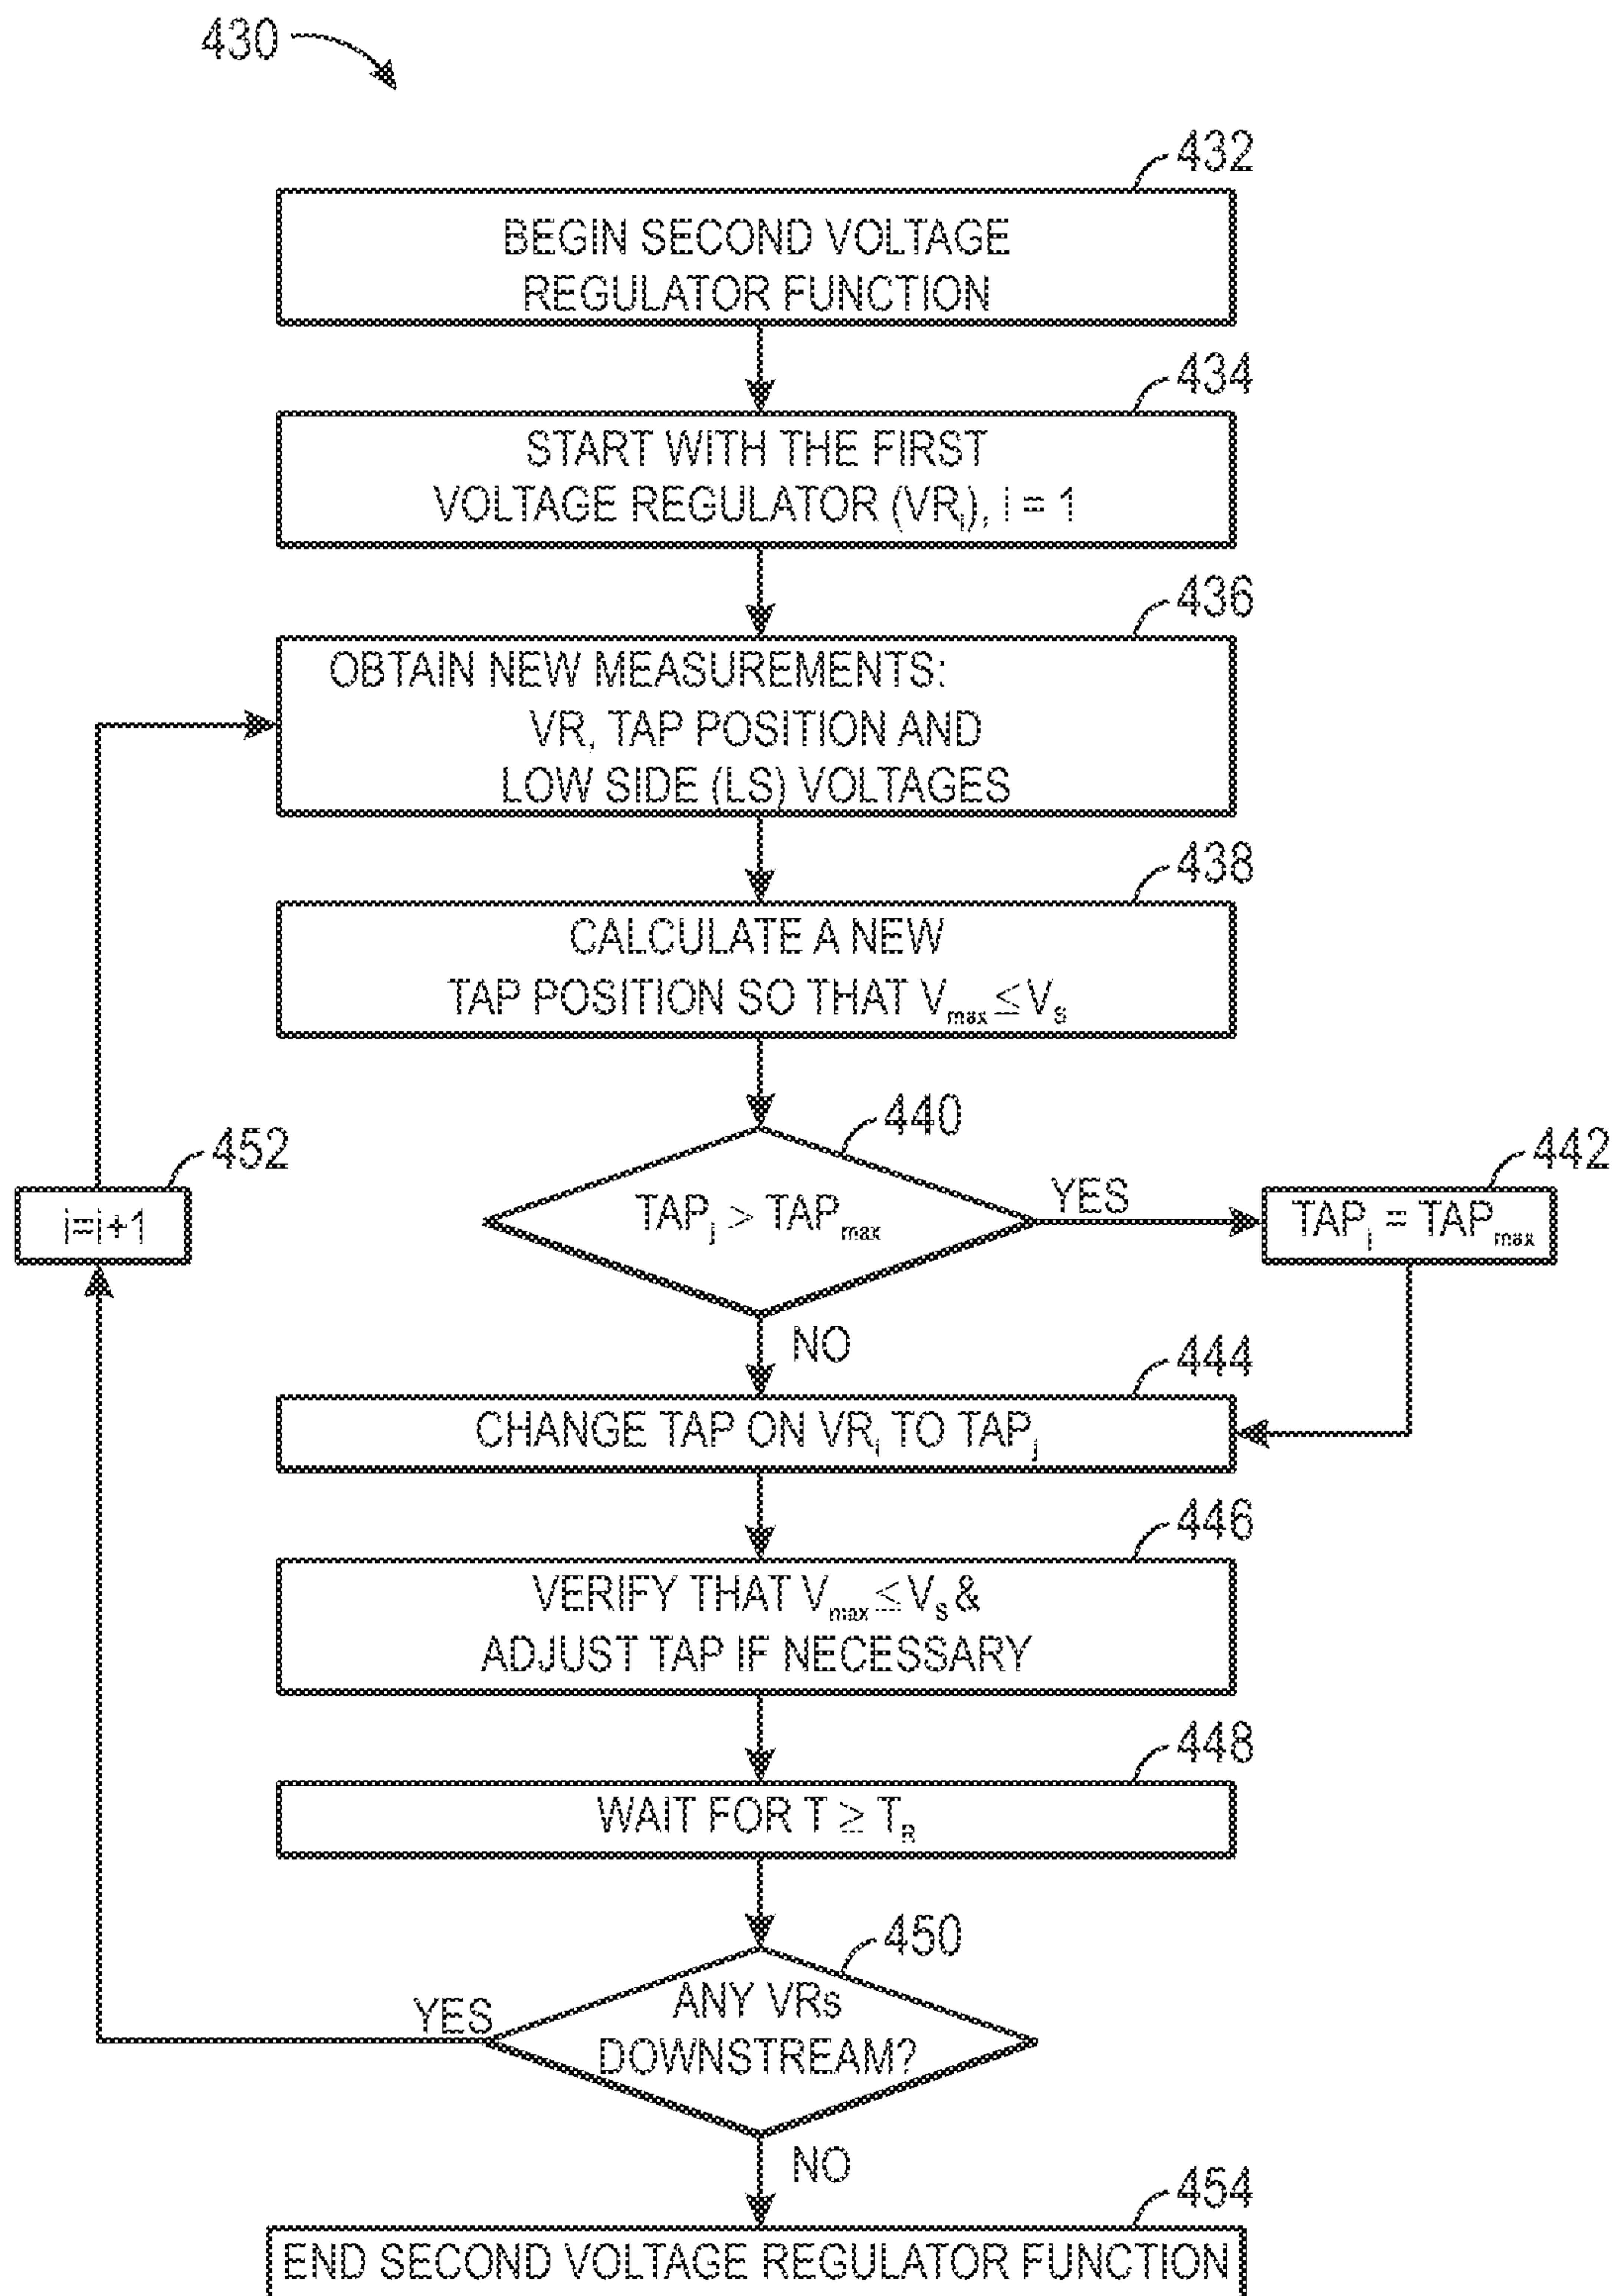 430
432
BEGIN SECOND VOLTAGE
REGULATOR FUNCTION
434
START WITH THE FIRST
VOLTAGE REGULATOR (VRi), i = 1
436
OBTAIN NEW MEASUREMENTS:
VR, TAP POSITION AND
LOW SIDE (LS) VOLTAGES
438
CALCULATE A NEW
TAP POSITION SO THAT Vmax ≤ VS
440
TAPj > TAPmax
YES
442
TAPj = TAPmax
452
i=i+1
NO
444
CHANGE TAP ON VRi TO TAPj
446
VERIFY THAT Vmax ≤ VS &
ADJUST TAP IF NECESSARY
448
WAIT FOR T ≥ TR
450
ANY VRs
DOWNSTREAM?
YES
NO
454
END SECOND VOLTAGE REGULATOR FUNCTION